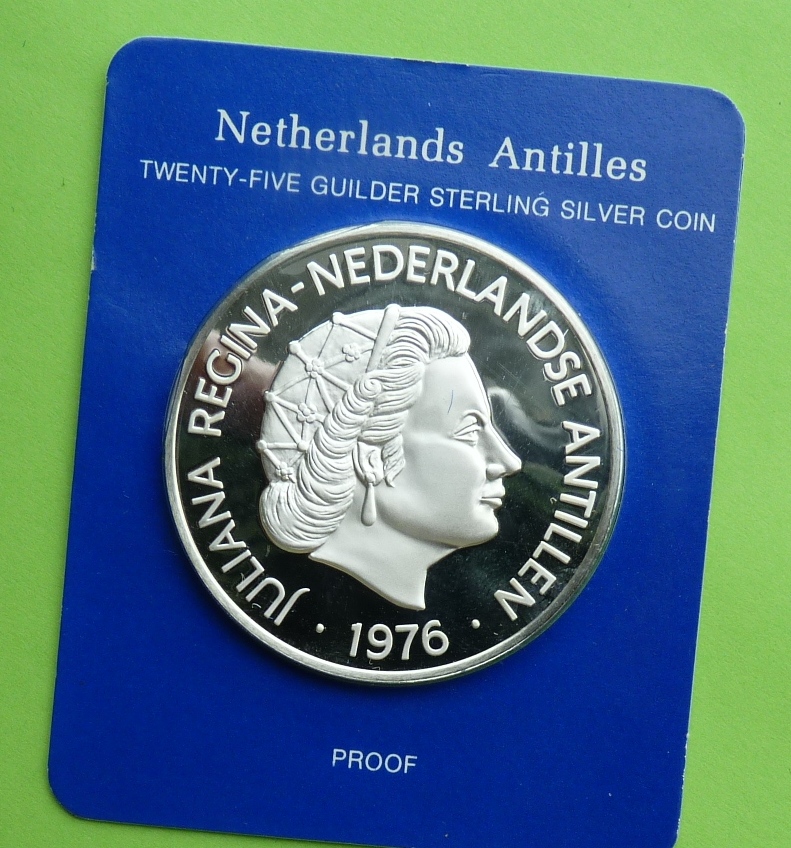 Netherlands Antilles
TWENTY-FIVE GUILDER STERLING SILVER COIN
JULIANA REGINA-NEDERLANDSE ANTILLEN
· 1976 ·
PROOF